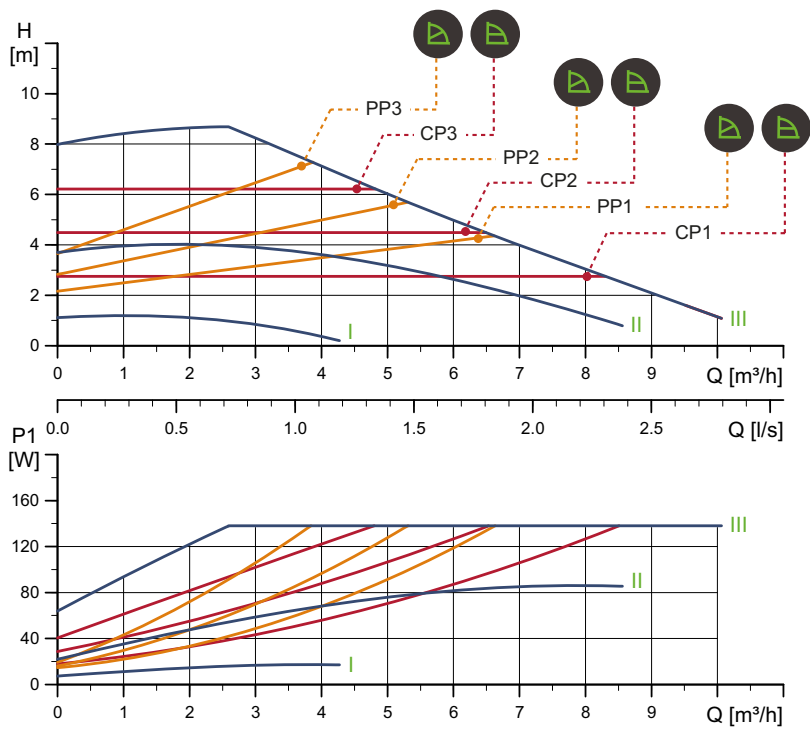 H
[m]
10
8
6
4
2
0
PP3
CP3
PP2
CP2
PP1
CP1
I
II
III
0 1 2 3 4 5 6 7 8 9 Q [m³/h]
0.0 0.5 1.0 1.5 2.0 2.5 Q [l/s]
P1
[W]
160
120
80
40
0
III
II
I
0 1 2 3 4 5 6 7 8 9 Q [m³/h]